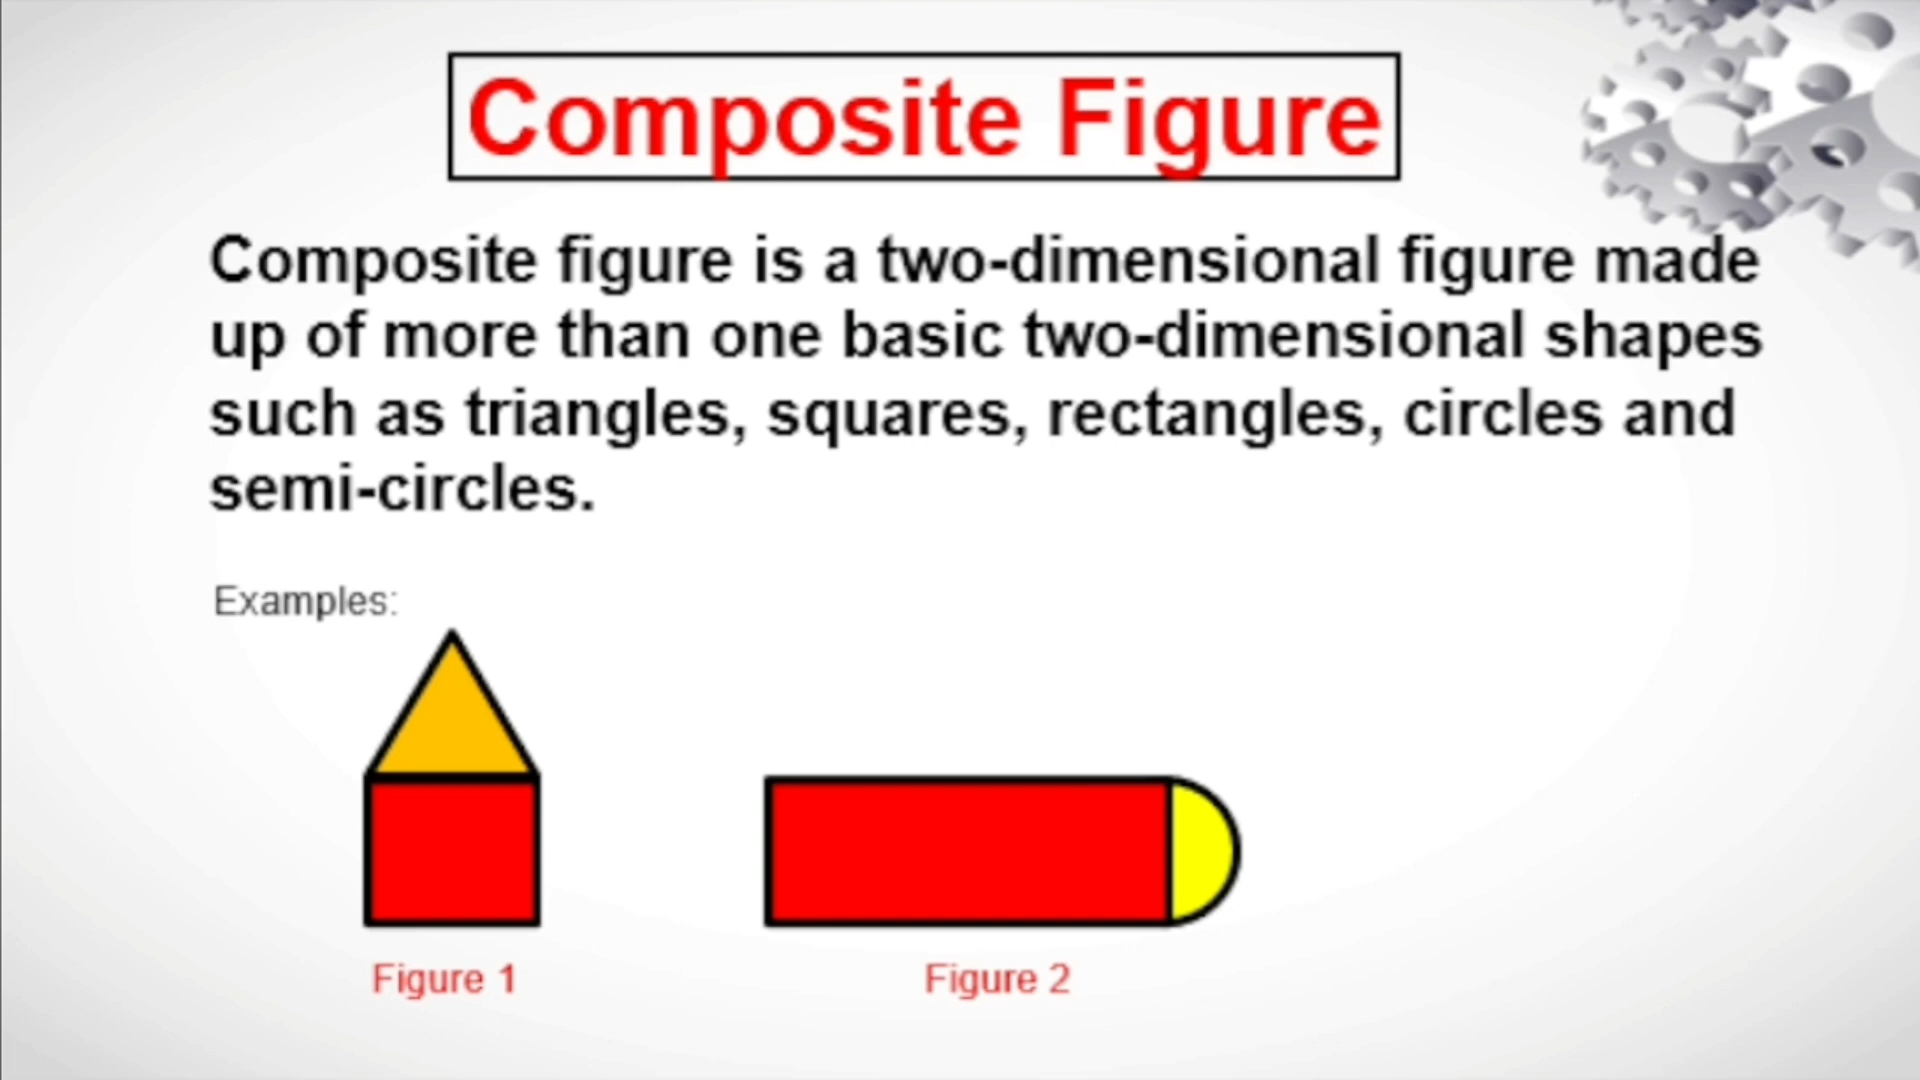 Composite Figure
Composite figure is a two-dimensional figure made
up of more than one basic two-dimensional shapes
such as triangles, squares, rectangles, circles and
semi-circles.
Examples:
Figure 1
Figure 2